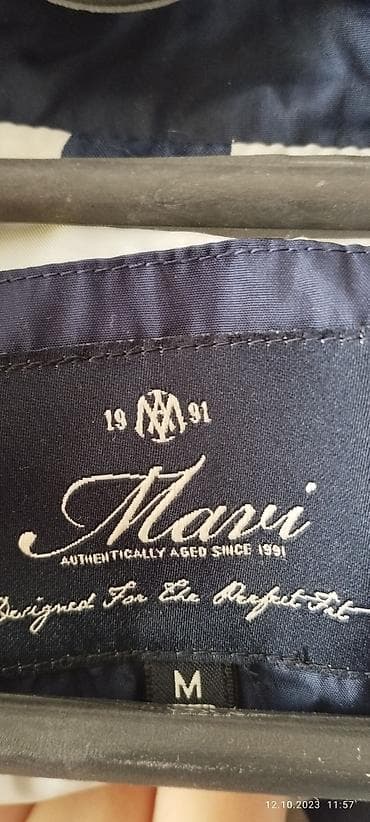 19 M 91
Mavi
AUTHENTICALLY AGED SINCE 1991
Designed For The Perfect Fit
M
12.10.2023 11:57